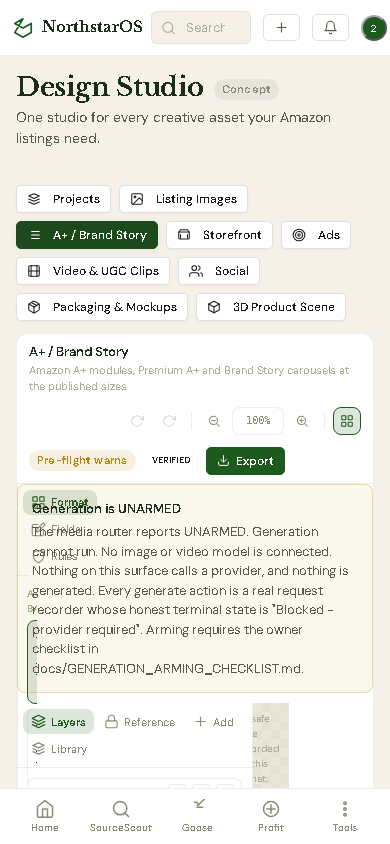 NorthstarOS
Search
2
Design Studio
Concept
One studio for every creative asset your Amazon
listings need.
Projects
Listing Images
A+ / Brand Story
Storefront
Ads
Video & UGC Clips
Social
Packaging & Mockups
3D Product Scene
A+ / Brand Story
Amazon A+ modules, Premium A+ and Brand Story carousels at
the published sizes
100%
Pre-flight warns
VERIFIED
Export
Format
Generation is UNARMED
Fields
The media router reports UNARMED. Generation
cannot run. No image or video model is connected.
Rules
Nothing on this surface calls a provider, and nothing is
generated. Every generate action is a real request
recorder whose honest terminal state is "Blocked -
provider required". Arming requires the owner
checklist in
docs/GENERATION_ARMING_CHECKLIST.md.
Layers
Reference
Add
Library
safe
this
Home
SourceScout
Goose
Profit
Tools